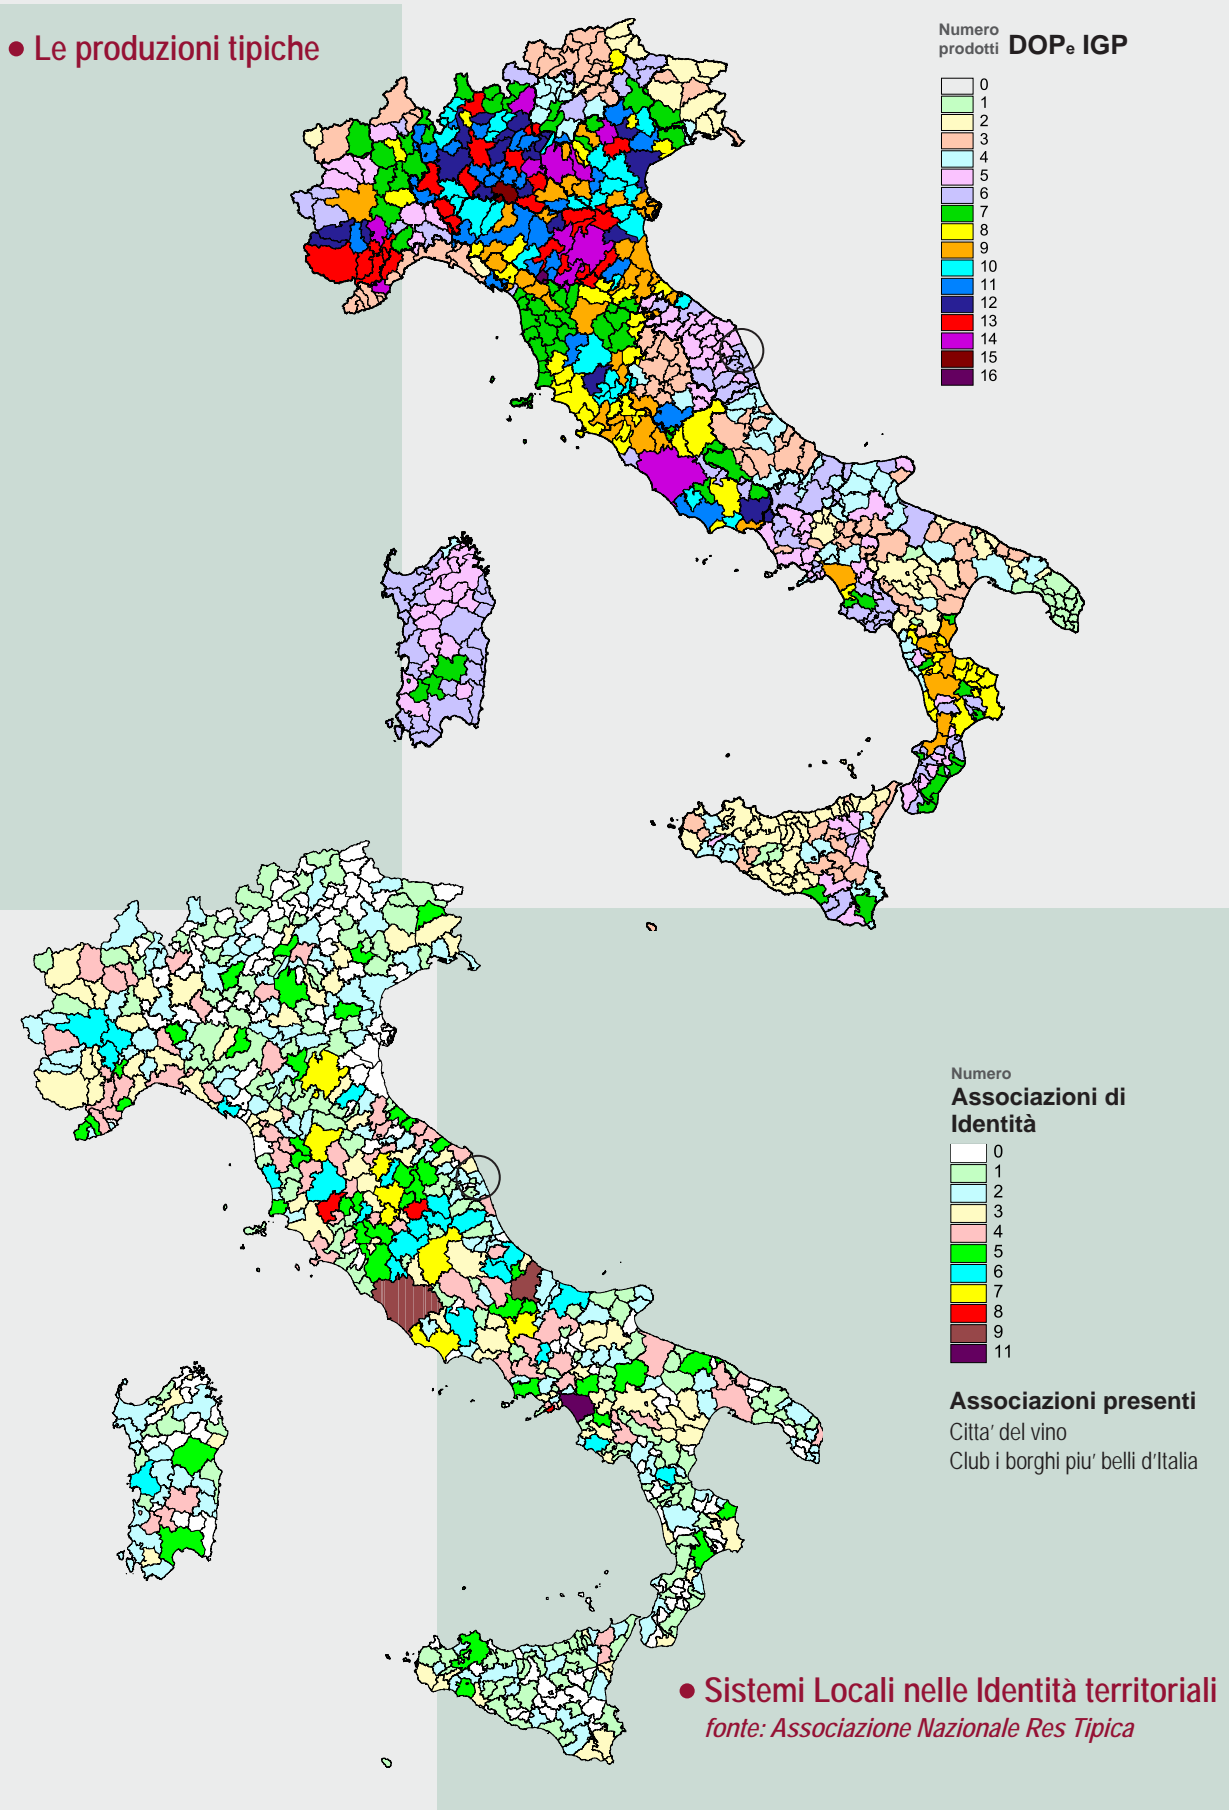 • Le produzioni tipiche
Numero
prodotti DOPe IGP
0
1
2
3
4
5
6
7
8
9
10
11
12
13
14
15
16
Numero
Associazioni di
Identità
0
1
2
3
4
5
6
7
8
9
11
Associazioni presenti
Citta' del vino
Club i borghi piu' belli d'Italia
• Sistemi Locali nelle Identità territoriali
fonte: Associazione Nazionale Res Tipica